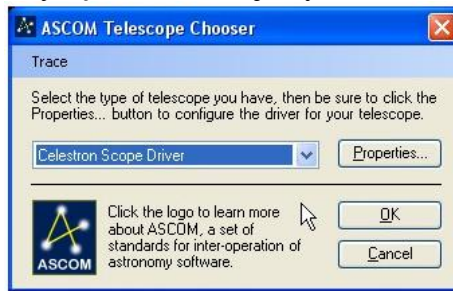 ASCOM Telescope Chooser
Trace
Select the type of telescope you have, then be sure to click the
Properties... button to configure the driver for your telescope.
Celestron Scope Driver
Properties...
Click the logo to learn more
about ASCOM, a set of
standards for inter-operation of
astronomy software.
ASCOM
OK
Cancel